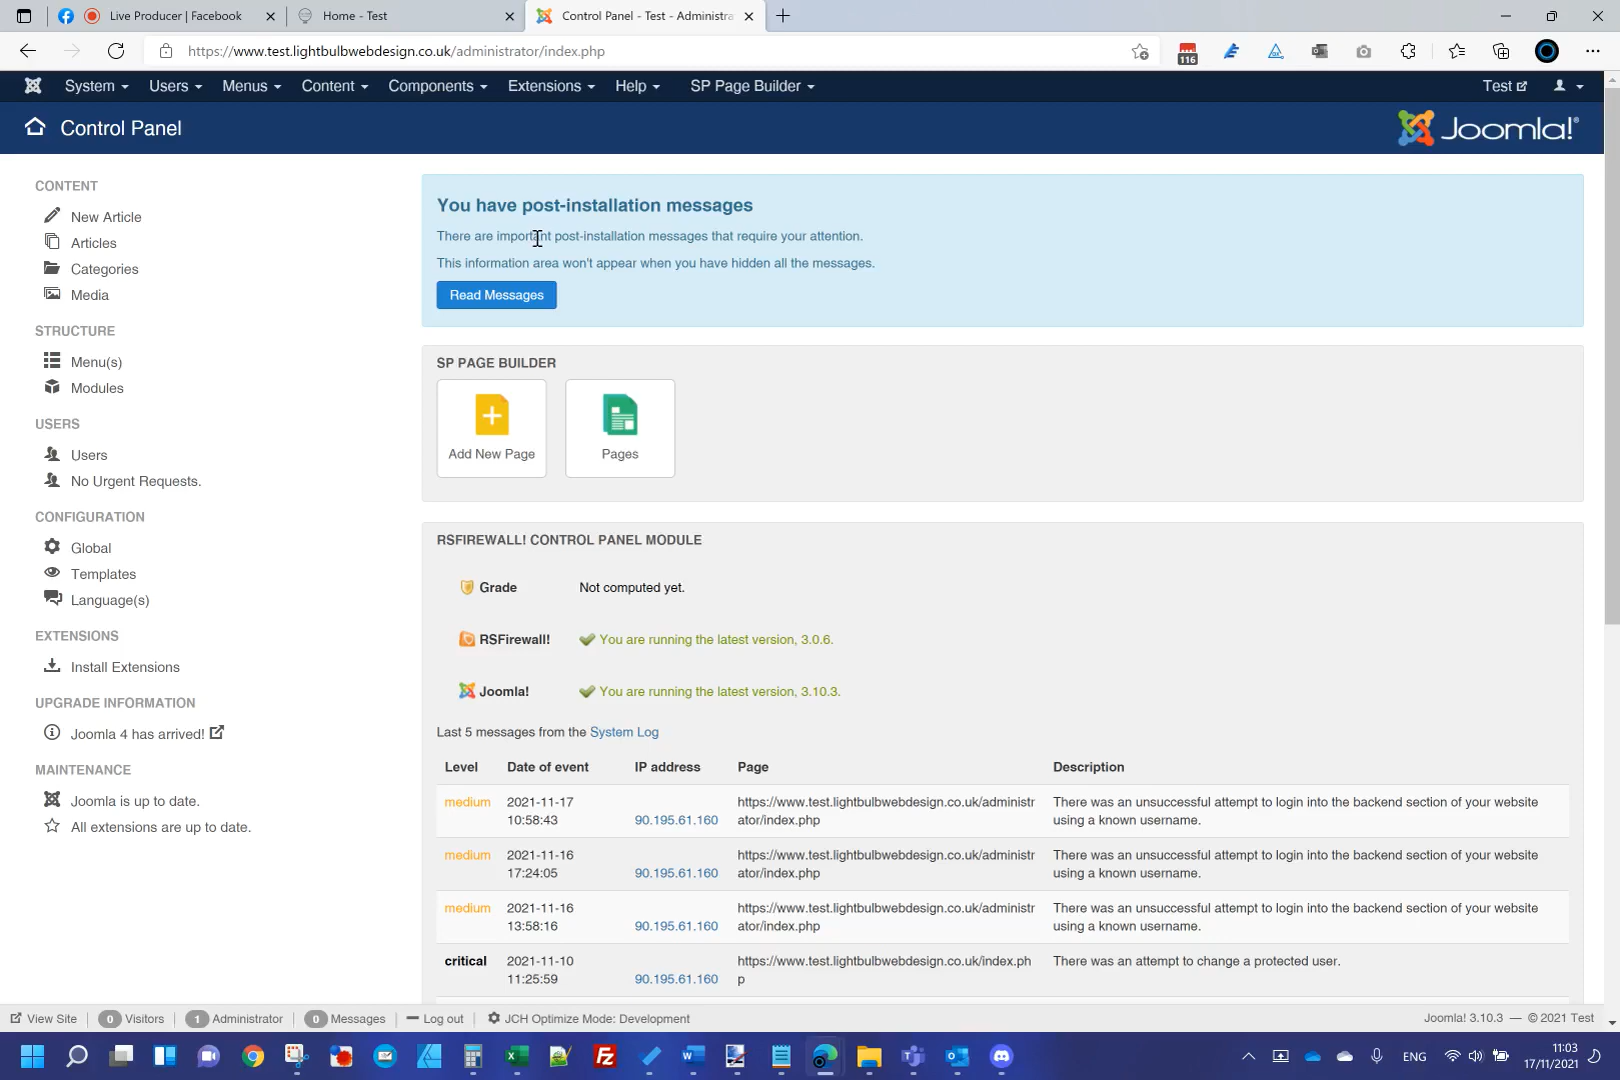 Live Producer | Facebook
Home - Test
Control Panel - Test - Administra
https://www.test.lightbulbwebdesign.co.uk/administrator/index.php
116
System
Users
Menus
Content
Components
Extensions
Help
SP Page Builder
Test
Control Panel
Joomla!®
CONTENT
New Article
Articles
Categories
Media
STRUCTURE
Menu(s)
Modules
USERS
Users
No Urgent Requests.
CONFIGURATION
Global
Templates
Language(s)
EXTENSIONS
Install Extensions
UPGRADE INFORMATION
Joomla 4 has arrived!
MAINTENANCE
Joomla is up to date.
All extensions are up to date.
You have post-installation messages
There are important post-installation messages that require your attention.
This information area won't appear when you have hidden all the messages.
Read Messages
SP PAGE BUILDER
Add New Page
Pages
RSFIREWALL! CONTROL PANEL MODULE
Grade Not computed yet.
RSFirewall! You are running the latest version, 3.0.6.
Joomla! You are running the latest version, 3.10.3.
Last 5 messages from the System Log
Level Date of event IP address Page Description
medium 2021-11-17 10:58:43 90.195.61.160 https://www.test.lightbulbwebdesign.co.uk/administr ator/index.php There was an unsuccessful attempt to login into the backend section of your website using a known username.
medium 2021-11-16 17:24:05 90.195.61.160 https://www.test.lightbulbwebdesign.co.uk/administr ator/index.php There was an unsuccessful attempt to login into the backend section of your website using a known username.
medium 2021-11-16 13:58:16 90.195.61.160 https://www.test.lightbulbwebdesign.co.uk/administr ator/index.php There was an unsuccessful attempt to login into the backend section of your website using a known username.
critical 2021-11-10 11:25:59 90.195.61.160 https://www.test.lightbulbwebdesign.co.uk/index.ph p There was an attempt to change a protected user.
View Site 0 Visitors 1 Administrator 0 Messages Log out JCH Optimize Mode: Development
Joomla! 3.10.3 — © 2021 Test
ENG
11:03
17/11/2021